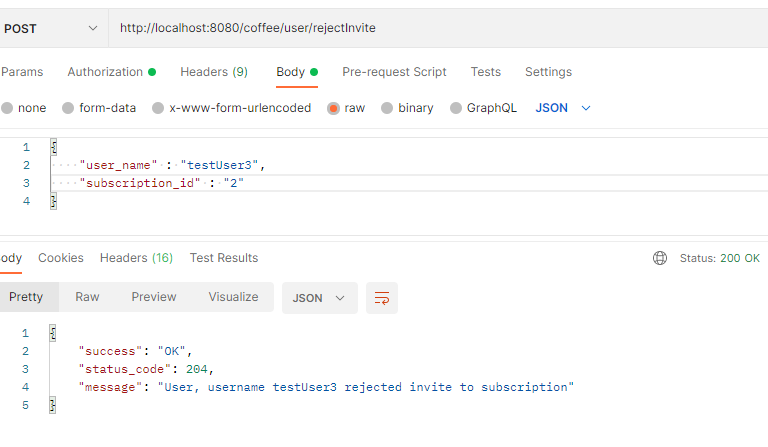 POST http://localhost:8080/coffee/user/rejectInvite
Params Authorization Headers (9) Body Pre-request Script Tests Settings
none form-data x-www-form-urlencoded raw binary GraphQL JSON
1 {
2 "user_name" : "testUser3",
3 "subscription_id" : "2"
4 }
ody Cookies Headers (16) Test Results Status: 200 OK
Pretty Raw Preview Visualize JSON
1 {
2 "success": "OK",
3 "status_code": 204,
4 "message": "User, username testUser3 rejected invite to subscription"
5 }